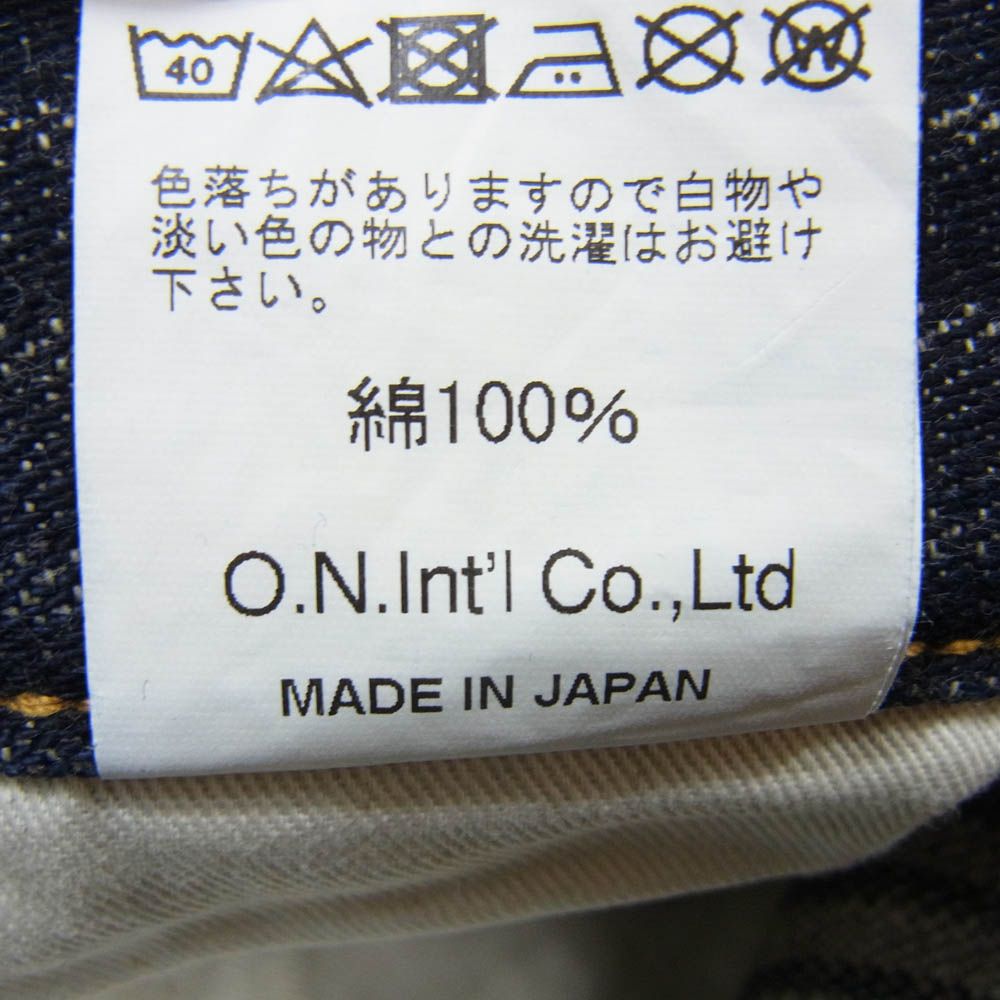 40
色落ちがありますので白物や
淡い色の物との洗濯はお避け
下さい。
綿100%
O.N.Int'l Co.,Ltd
MADE IN JAPAN